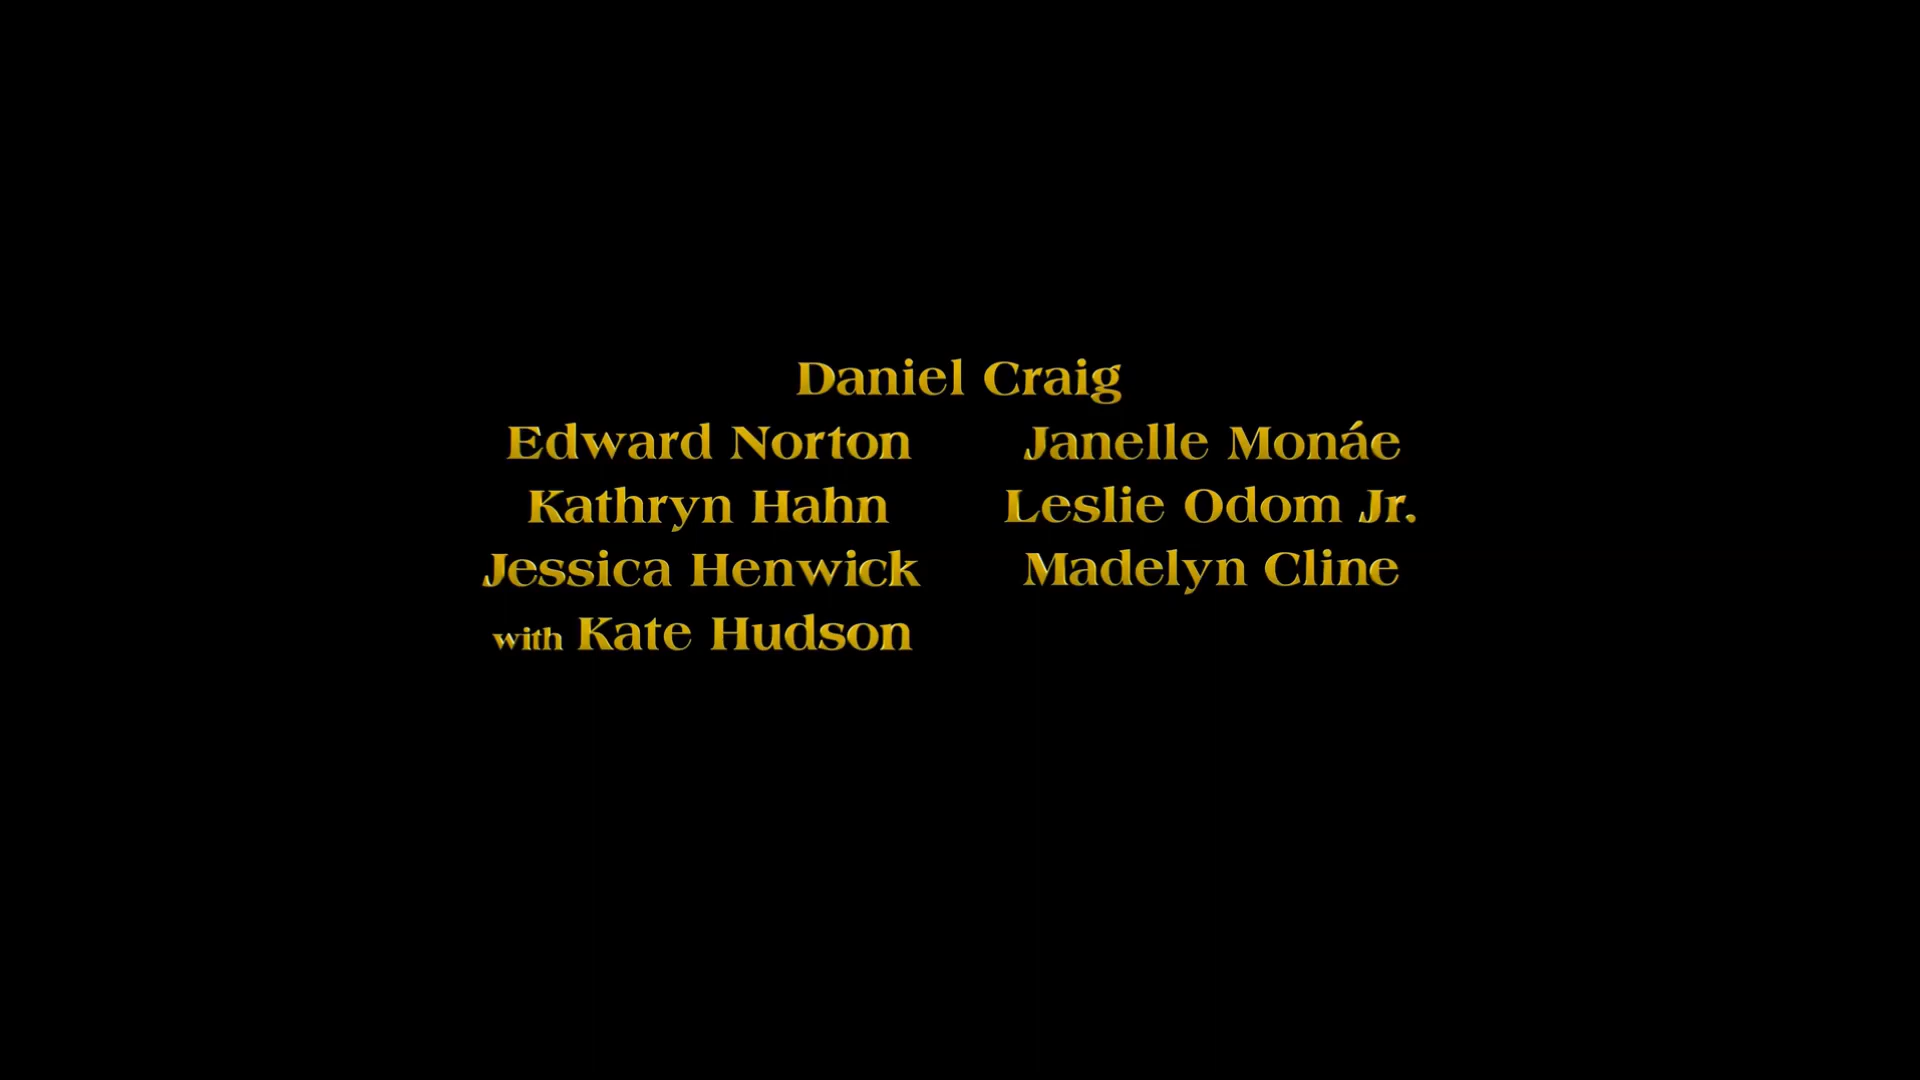 Daniel Craig
Edward Norton Janelle Monáe
Kathryn Hahn Leslie Odom Jr.
Jessica Henwick Madelyn Cline
with Kate Hudson